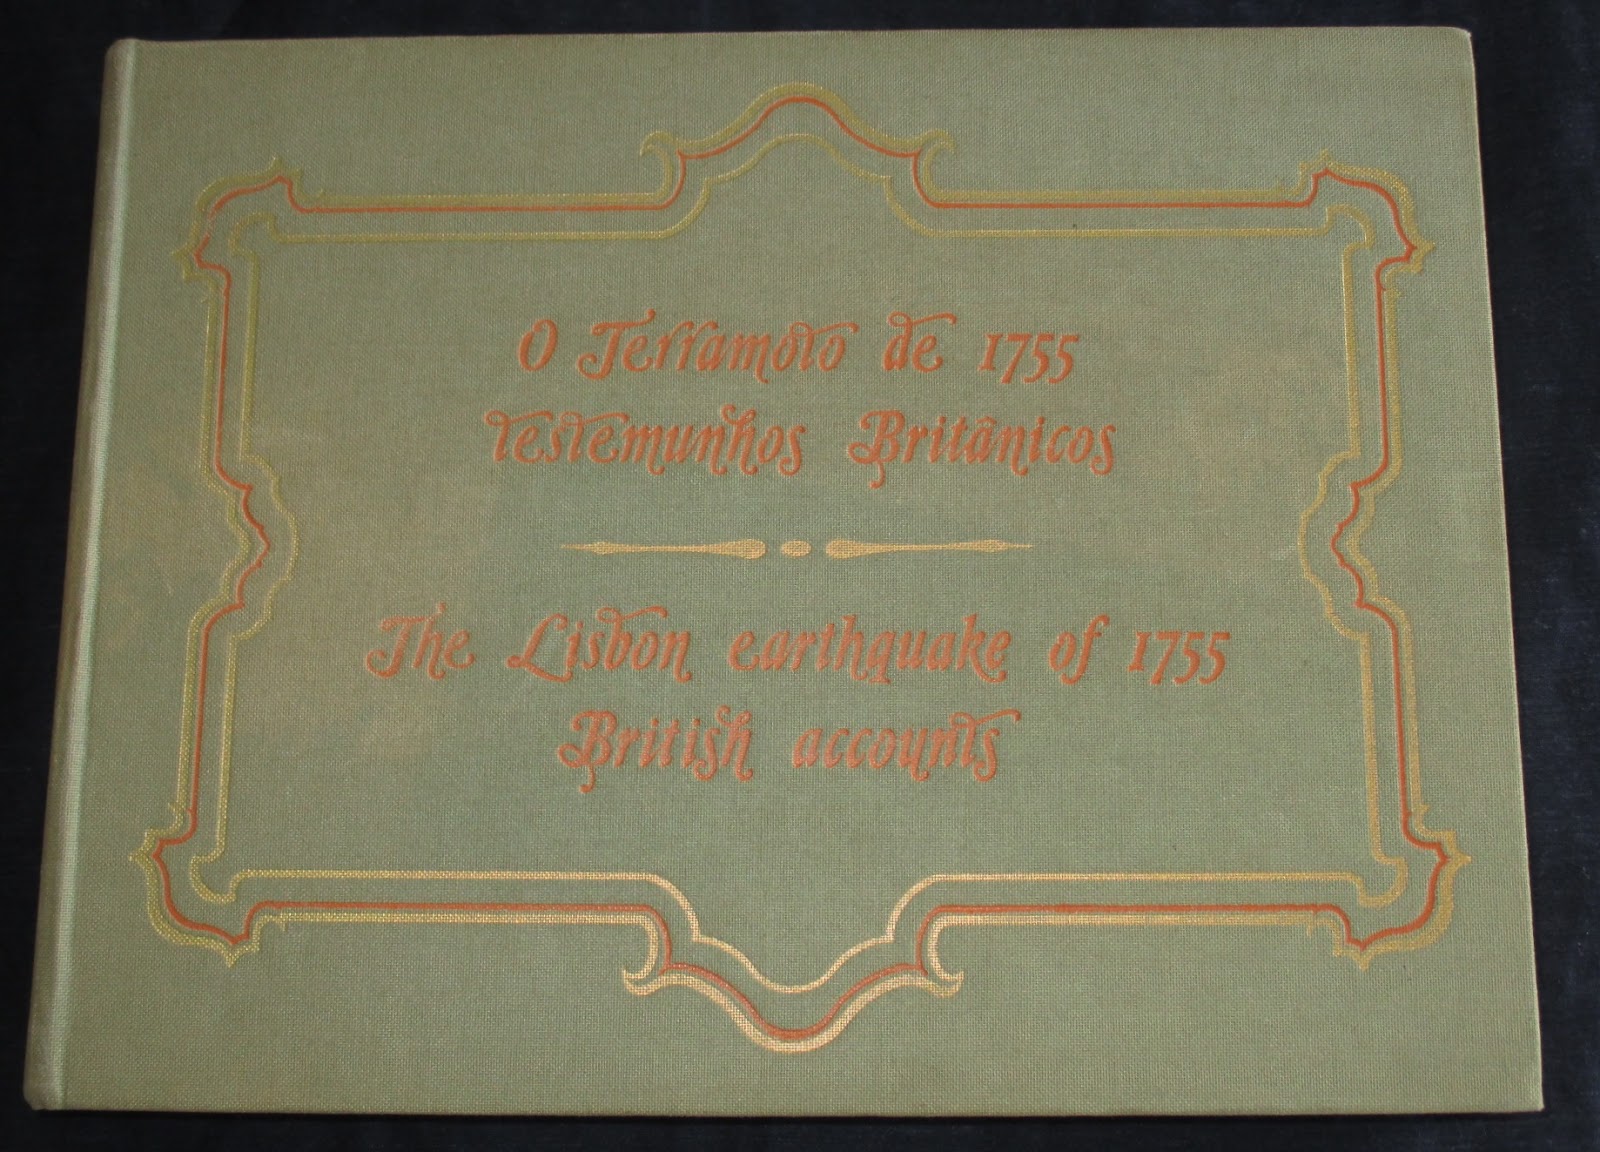 O Terramoto de 1755
testemunhos Britânicos
The Lisbon earthquake of 1755
British accounts